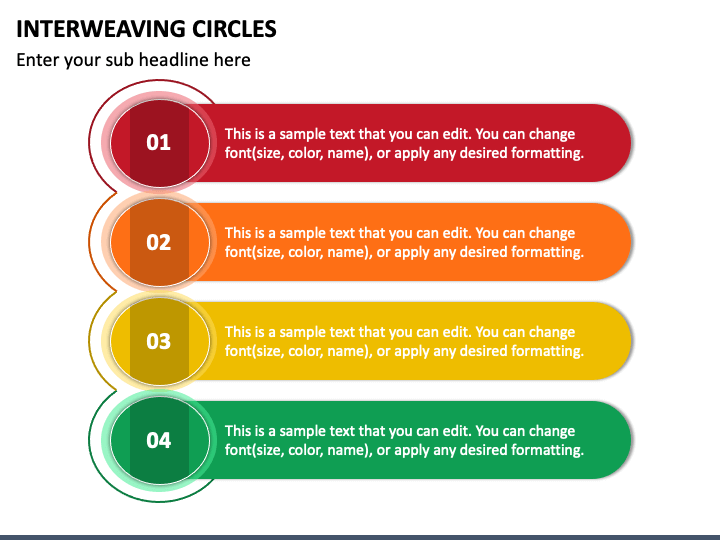 INTERWEAVING CIRCLES
Enter your sub headline here
01
This is a sample text that you can edit. You can change
font(size, color, name), or apply any desired formatting.
02
This is a sample text that you can edit. You can change
font(size, color, name), or apply any desired formatting.
03
This is a sample text that you can edit. You can change
font(size, color, name), or apply any desired formatting.
04
This is a sample text that you can edit. You can change
font(size, color, name), or apply any desired formatting.